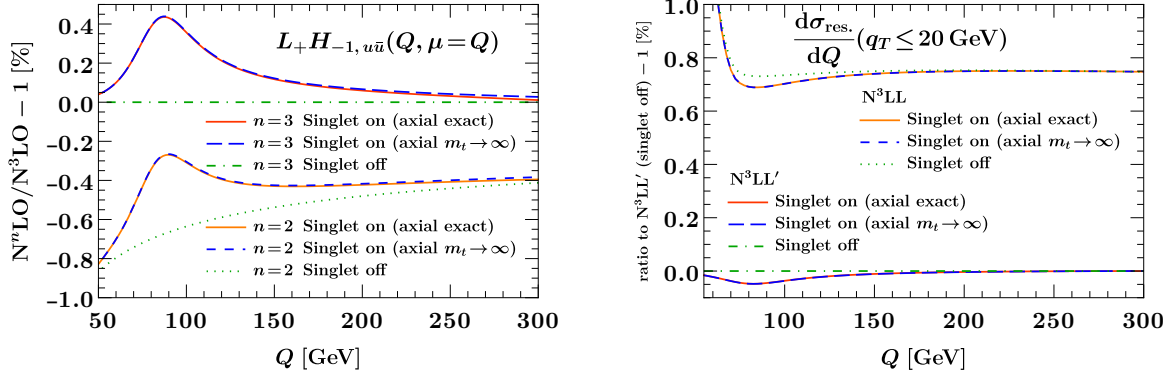 L₊H₋₁, uū(Q, μ=Q)
NⁿLO/N³LO − 1 [%]
0.4
0.2
0.0
−0.2
−0.4
−0.6
−0.8
−1.0
n=3 Singlet on (axial exact)
n=3 Singlet on (axial mₜ→∞)
n=3 Singlet off
n=2 Singlet on (axial exact)
n=2 Singlet on (axial mₜ→∞)
n=2 Singlet off
50 100 150 200 250 300
Q [GeV]
dσres./dQ (qT ≤ 20 GeV)
ratio to N³LL′ (singlet off) − 1 [%]
1.0
0.8
0.6
0.4
0.2
0.0
N³LL
Singlet on (axial exact)
Singlet on (axial mₜ→∞)
Singlet off
N³LL′
Singlet on (axial exact)
Singlet on (axial mₜ→∞)
Singlet off
100 150 200 250 300
Q [GeV]